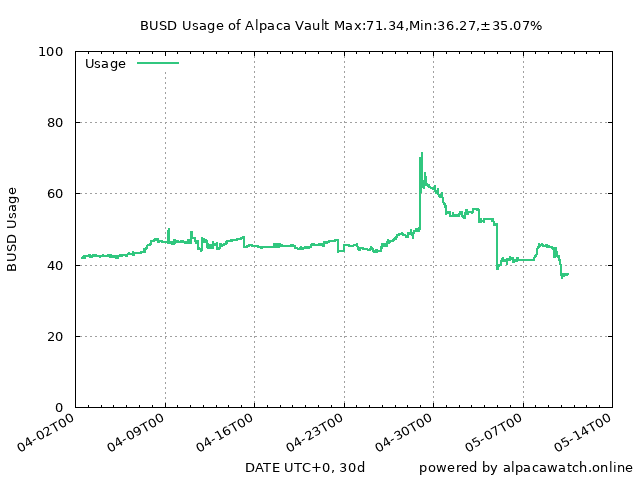 BUSD Usage of Alpaca Vault Max:71.34,Min:36.27,±35.07%
Usage
100
80
60
40
20
0
BUSD Usage
04-02T00
04-09T00
04-16T00
04-23T00
04-30T00
05-07T00
05-14T00
DATE UTC+0, 30d
powered by alpacawatch.online